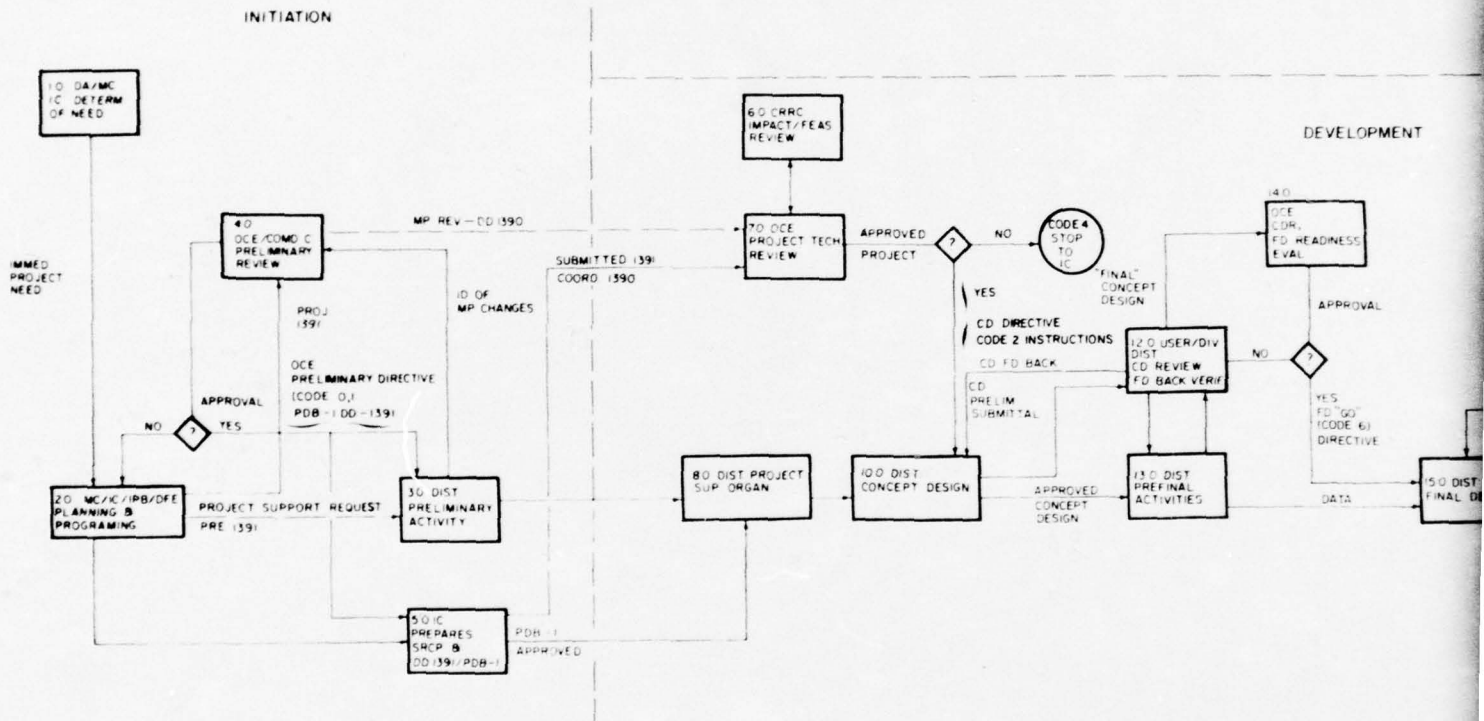 INITIATION
1.0 DA/MC
IC DETERM
OF NEED
IMMED
PROJECT
NEED
4.0
OCE/COMD C
PRELIMINARY
REVIEW
MP REV - DD 1390
PROJ
1391
ID OF
MP CHANGES
SUBMITTED 1391
COORD 1390
OCE
PRELIMINARY DIRECTIVE
(CODE 0,1
PDB-1 DD-1391)
APPROVAL
NO
?
YES
2.0 MC/IC/IPB/DFE
PLANNING &
PROGRAMING
PROJECT SUPPORT REQUEST
PRE 1391
3.0 DIST
PRELIMINARY
ACTIVITY
5.0 IC
PREPARES
SRCP &
DD 1391/PDB-1
PDB-1
APPROVED
6.0 CRRC
IMPACT/FEAS
REVIEW
7.0 OCE
PROJECT TECH
REVIEW
APPROVED
PROJECT
?
NO
CODE 4
STOP
TO
IC
YES
CD DIRECTIVE
CODE 2 INSTRUCTIONS
CD FD BACK
CD
PRELIM
SUBMITTAL
8.0 DIST PROJECT
SUP ORGAN
10.0 DIST
CONCEPT DESIGN
APPROVED
CONCEPT
DESIGN
DEVELOPMENT
14.0
OCE
CDR,
FD READINESS
EVAL
"FINAL"
CONCEPT
DESIGN
APPROVAL
12.0 USER/DIV
DIST
CD REVIEW
FD BACK VERIF
NO
?
YES
FD "GO"
(CODE 6)
DIRECTIVE
13.0 DIST
PREFINAL
ACTIVITIES
DATA
15.0 DIST
FINAL DE